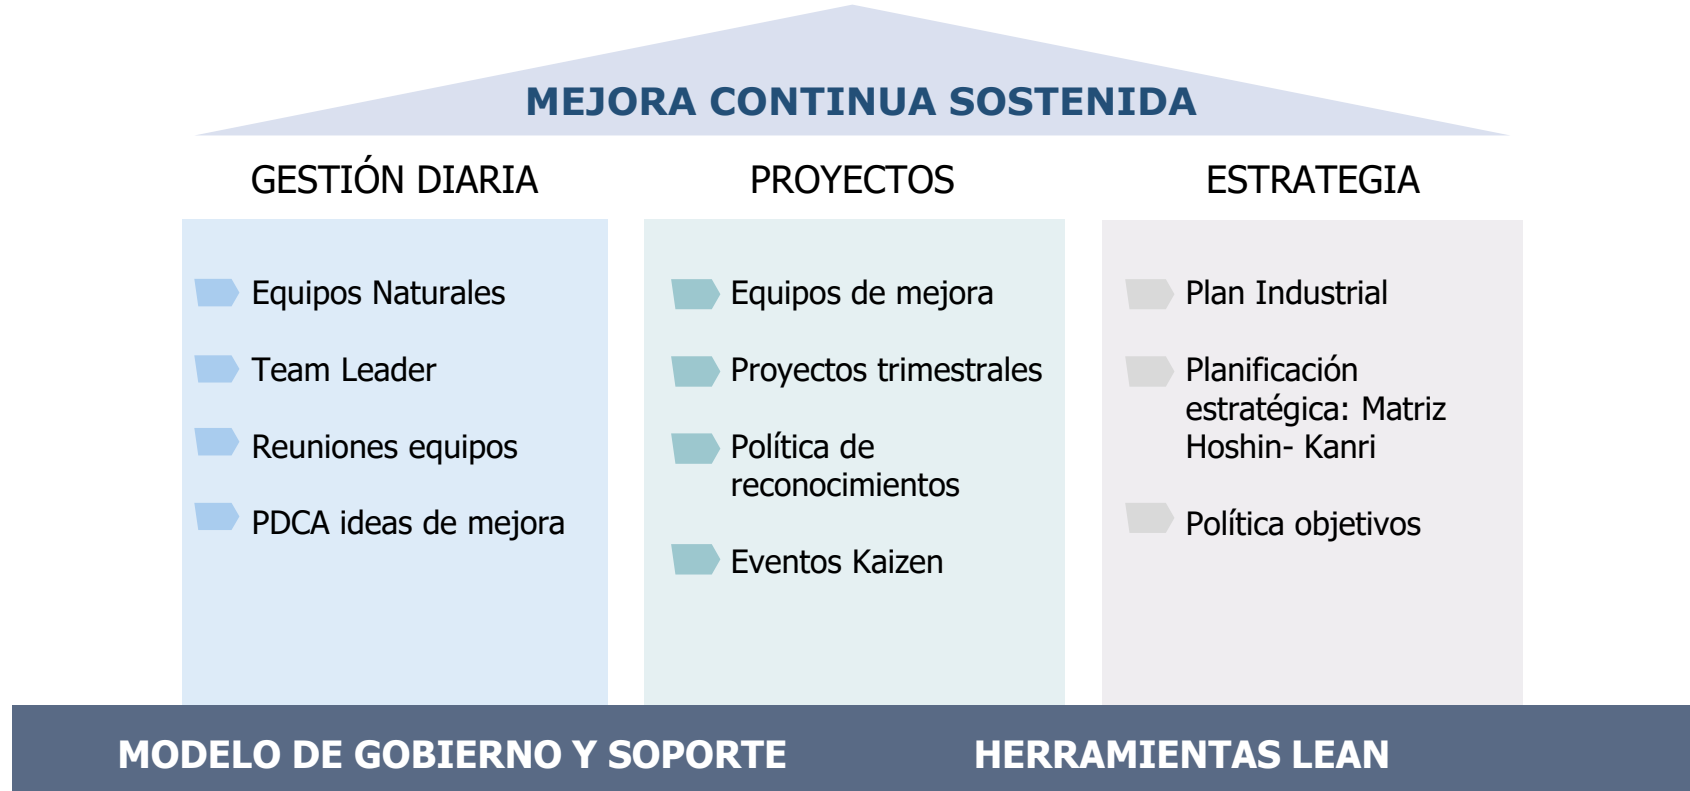 MEJORA CONTINUA SOSTENIDA
GESTIÓN DIARIA
Equipos Naturales
Team Leader
Reuniones equipos
PDCA ideas de mejora
PROYECTOS
Equipos de mejora
Proyectos trimestrales
Política de
reconocimientos
Eventos Kaizen
ESTRATEGIA
Plan Industrial
Planificación
estratégica: Matriz
Hoshin- Kanri
Política objetivos
MODELO DE GOBIERNO Y SOPORTE
HERRAMIENTAS LEAN